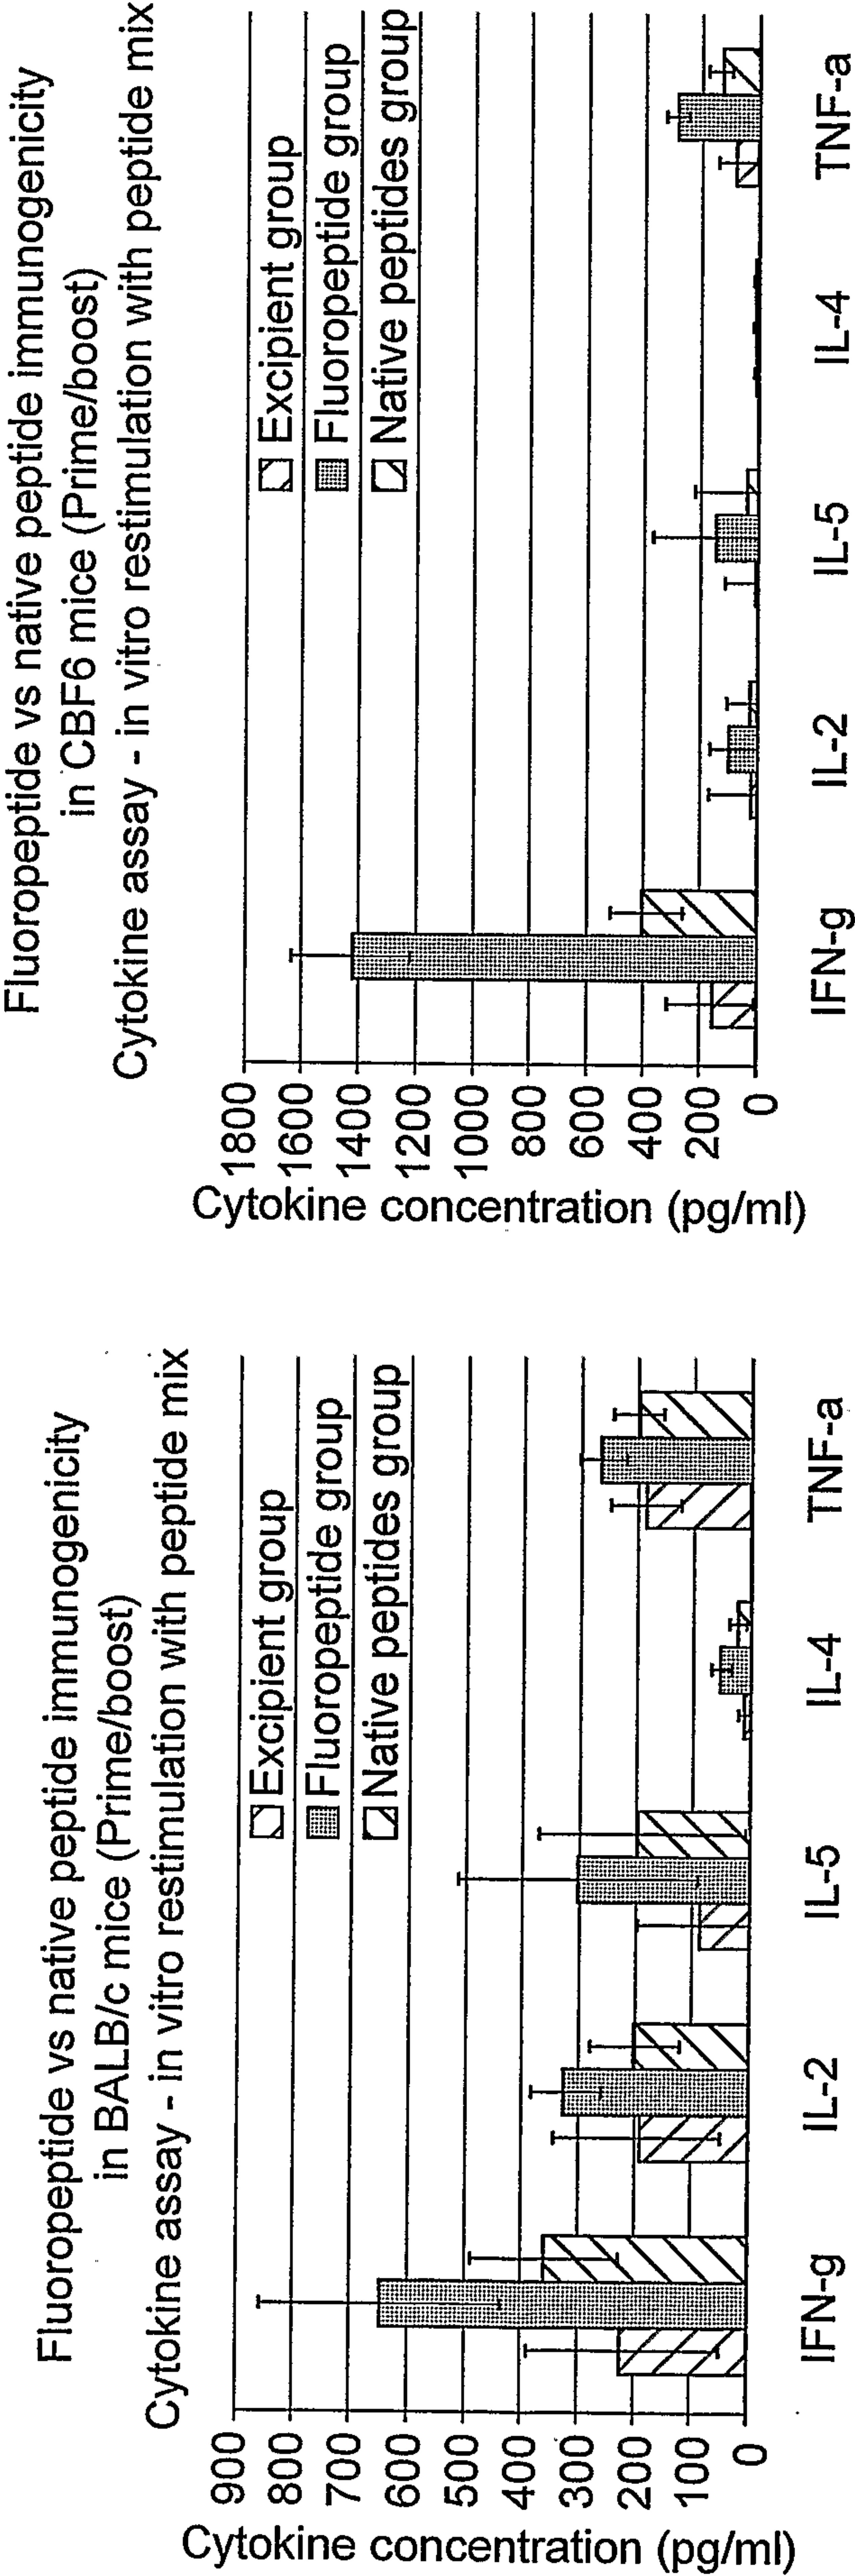 Fluoropeptide vs native peptide immunogenicity
in BALB/c mice (Prime/boost)
Cytokine assay - in vitro restimulation with peptide mix
Cytokine concentration (pg/ml)
900
800
700
600
500
400
300
200
100
0
Excipient group
Fluoropeptide group
Native peptides group
IFN-g
IL-2
IL-5
IL-4
TNF-a
Fluoropeptide vs native peptide immunogenicity
in CBF6 mice (Prime/boost)
Cytokine assay - in vitro restimulation with peptide mix
Cytokine concentration (pg/ml)
1800
1600
1400
1200
1000
800
600
400
200
0
Excipient group
Fluoropeptide group
Native peptides group
IFN-g
IL-2
IL-5
IL-4
TNF-a